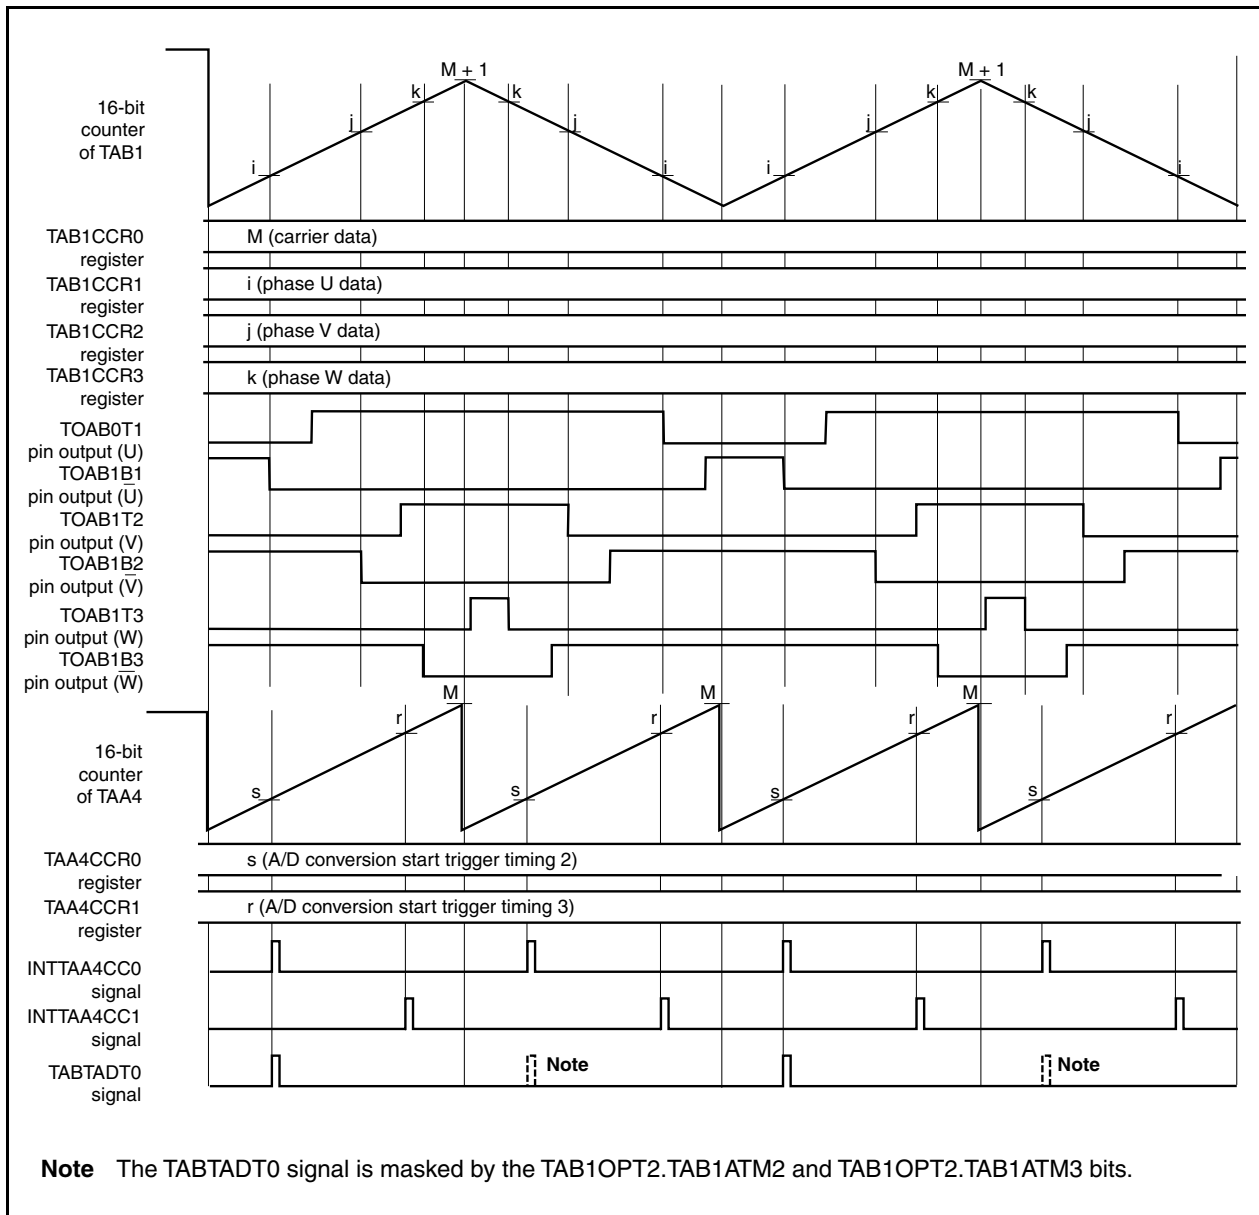 M + 1
M + 1
k
k
k
k
16-bit
counter
of TAB1
j
j
j
j
i
i
i
i
TAB1CCR0
register
M (carrier data)
TAB1CCR1
register
i (phase U data)
TAB1CCR2
register
j (phase V data)
TAB1CCR3
register
k (phase W data)
TOAB0T1
pin output (U)
TOAB1B1
pin output (U̅)
TOAB1T2
pin output (V)
TOAB1B2
pin output (V̅)
TOAB1T3
pin output (W)
TOAB1B3
pin output (W̅)
M
M
M
r
r
r
r
16-bit
counter
of TAA4
s
s
s
s
TAA4CCR0
register
s (A/D conversion start trigger timing 2)
TAA4CCR1
register
r (A/D conversion start trigger timing 3)
INTTAA4CC0
signal
INTTAA4CC1
signal
TABTADT0
signal
Note
Note
Note The TABTADT0 signal is masked by the TAB1OPT2.TAB1ATM2 and TAB1OPT2.TAB1ATM3 bits.